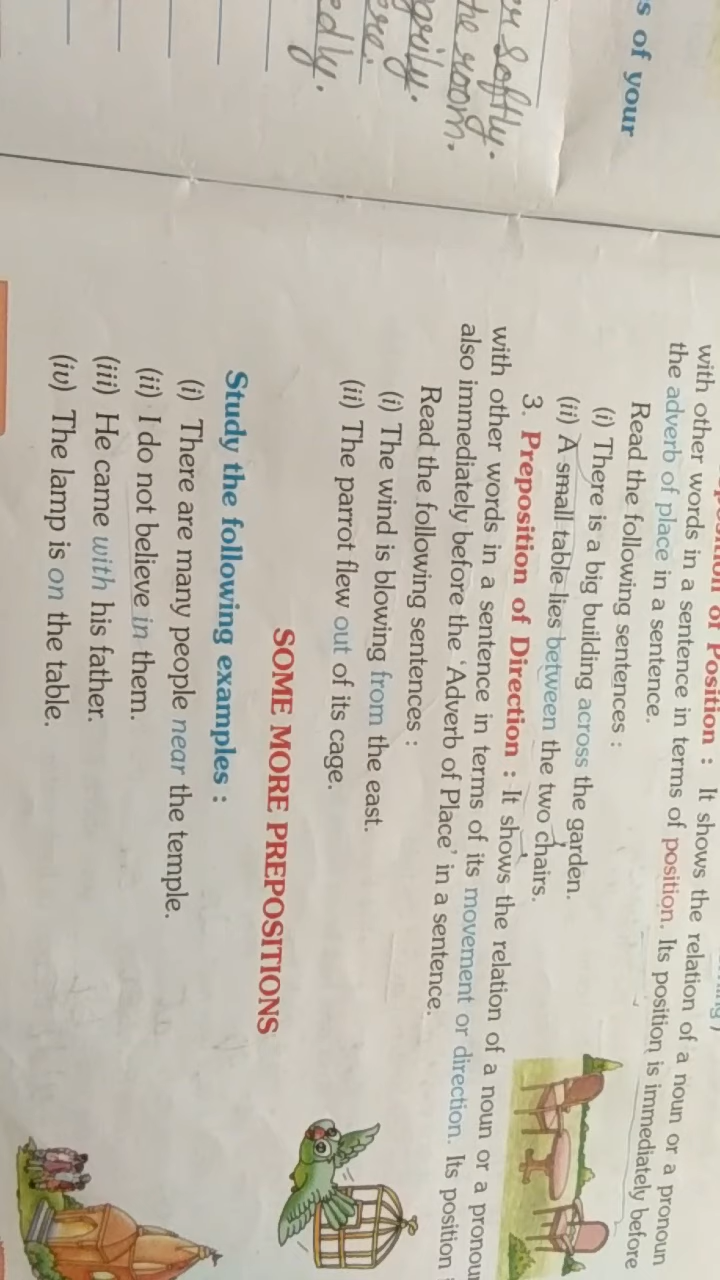 s of your
er softly.
the room.
grily.
ere.
edly.
of Position : It shows the relation of a noun or a pronoun
with other words in a sentence in terms of position. Its position is immediately before
the adverb of place in a sentence.
Read the following sentences :
(i) There is a big building across the garden.
(ii) A small table lies between the two chairs.
3. Preposition of Direction : It shows the relation of a noun or a pronoun
with other words in a sentence in terms of its movement or direction. Its position
also immediately before the 'Adverb of Place' in a sentence.
Read the following sentences :
(i) The wind is blowing from the east.
(ii) The parrot flew out of its cage.
SOME MORE PREPOSITIONS
Study the following examples :
(i) There are many people near the temple.
(ii) I do not believe in them.
(iii) He came with his father.
(iv) The lamp is on the table.